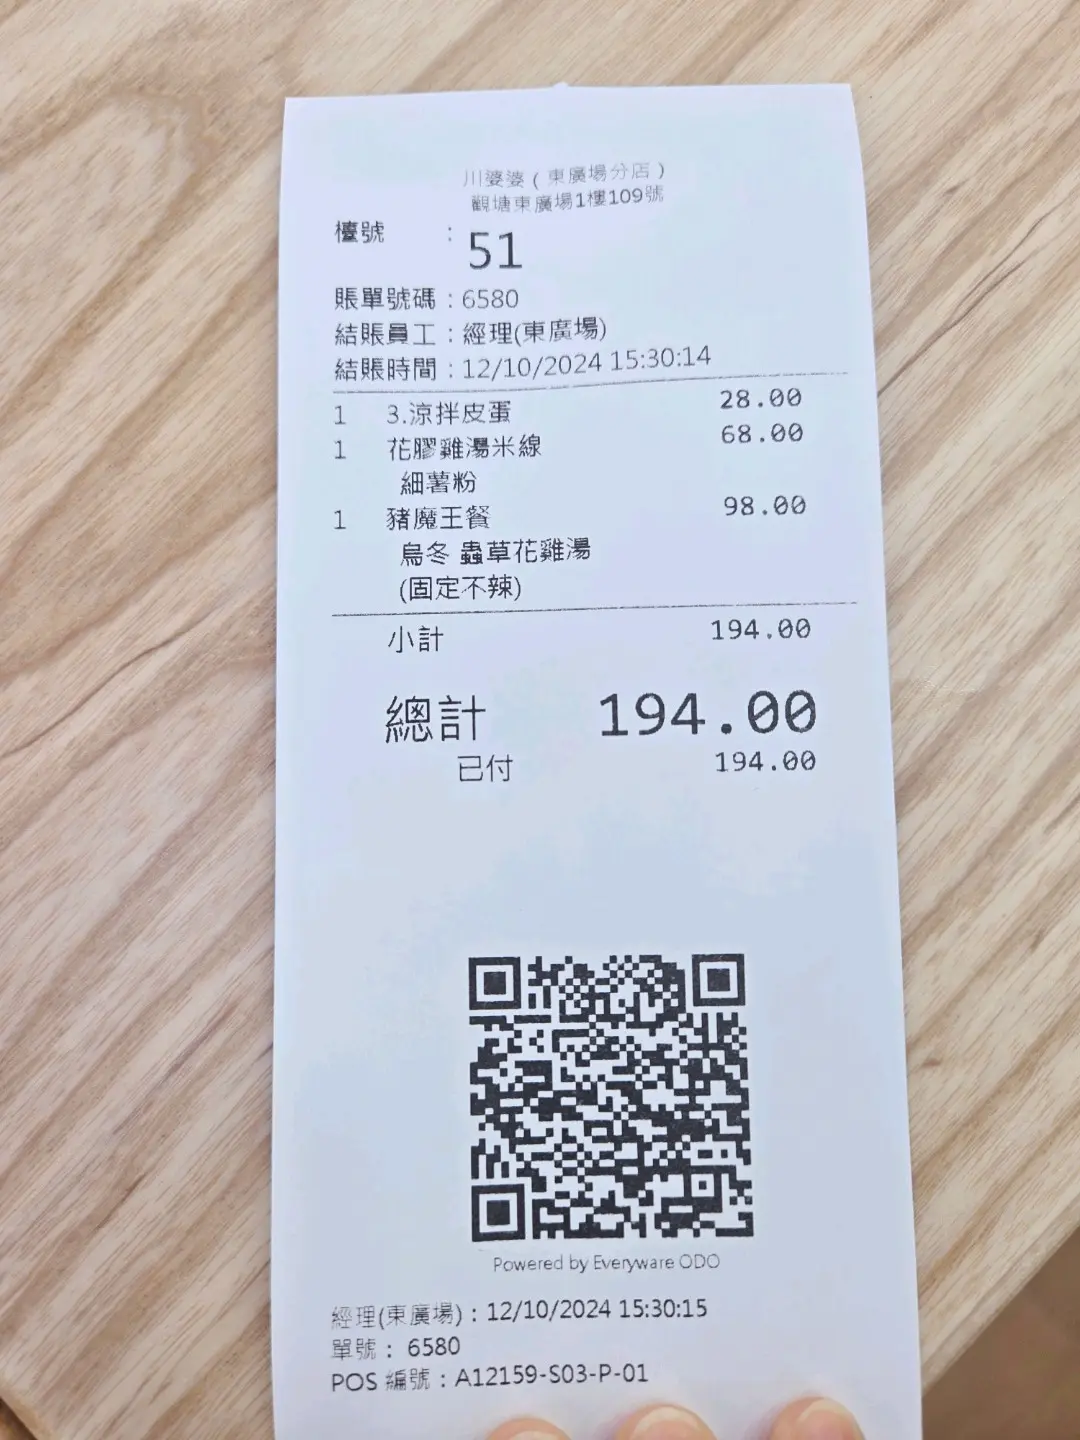 川婆婆（東廣場分店）
觀塘東廣場1樓109號
檯號 : 51
賬單號碼 : 6580
結賬員工 : 經理(東廣場)
結賬時間 : 12/10/2024 15:30:14
1 3.涼拌皮蛋 28.00
1 花膠雞湯米線 68.00
細薯粉
1 豬魔王餐 98.00
烏冬 蟲草花雞湯
(固定不辣)
小計 194.00
總計 194.00
已付 194.00
Powered by Everyware ODO
經理(東廣場) : 12/10/2024 15:30:15
單號 : 6580
POS 編號 : A12159-S03-P-01